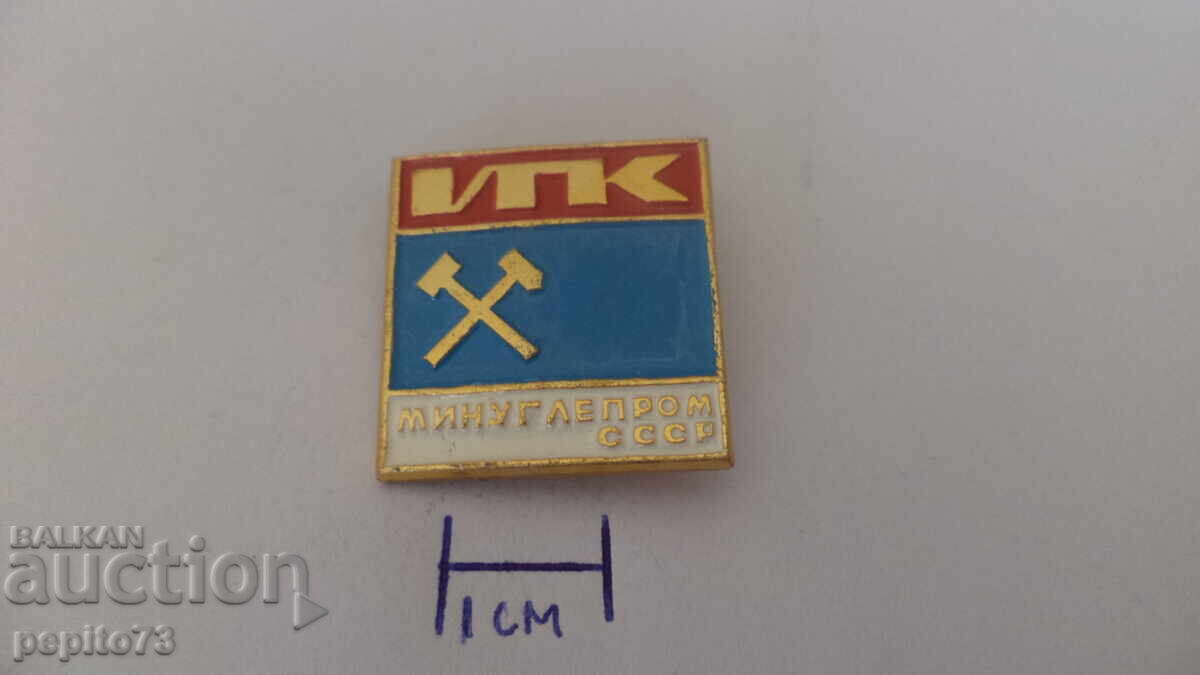 ИПК
МИНУГЛЕПРОМ
СССР
1 см
BALKAN
auction
pepito73